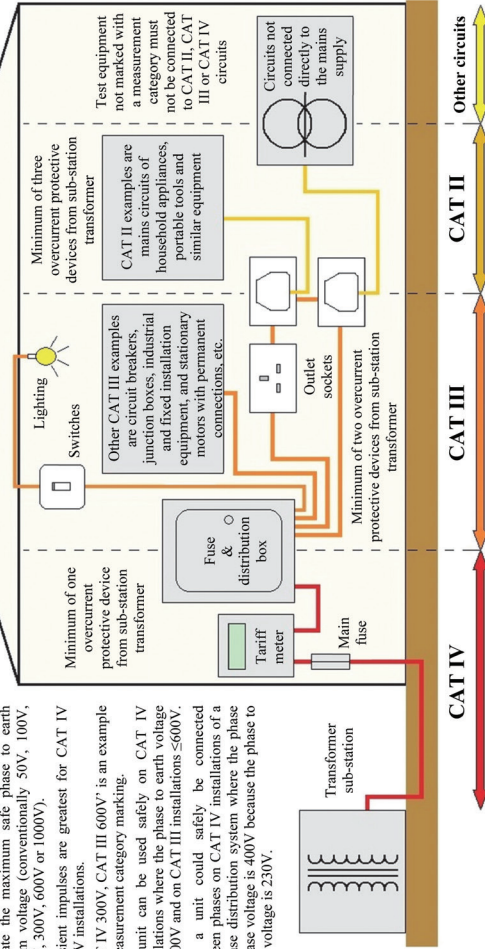 ate the maximum safe phase to earth
m voltage (conventionally 50V, 100V,
, 300V, 600V or 1000V).
ient impulses are greatest for CAT IV
V installations.
IV 300V, CAT III 600V' is an example
easurement category marking.
unit can be used safely on CAT IV
lations where the phase to earth voltage
00V and on CAT III installations ≤600V.
a unit could safely be connected
een phases on CAT IV installations of a
se distribution system where the phase
ase voltage is 400V because the phase to
voltage is 230V.
Transformer
sub-station
Minimum of one
overcurrent
protective device
from sub-station
transformer
Tariff
meter
Main
fuse
Fuse
&
distribution
box
Switches
Lighting
Other CAT III examples
are circuit breakers,
junction boxes, industrial
and fixed installation
equipment, and stationary
motors with permanent
connections, etc.
Outlet
sockets
Minimum of two overcurrent
protective devices from sub-station
transformer
Minimum of three
overcurrent protective
devices from sub-station
transformer
CAT II examples are
mains circuits of
household appliances,
portable tools and
similar equipment
Test equipment
not marked with
a measurement
category must
not be connected
to CAT II, CAT
III or CAT IV
circuits
Circuits not
connected
directly to
the mains
supply
CAT IV
CAT III
CAT II
Other circuits